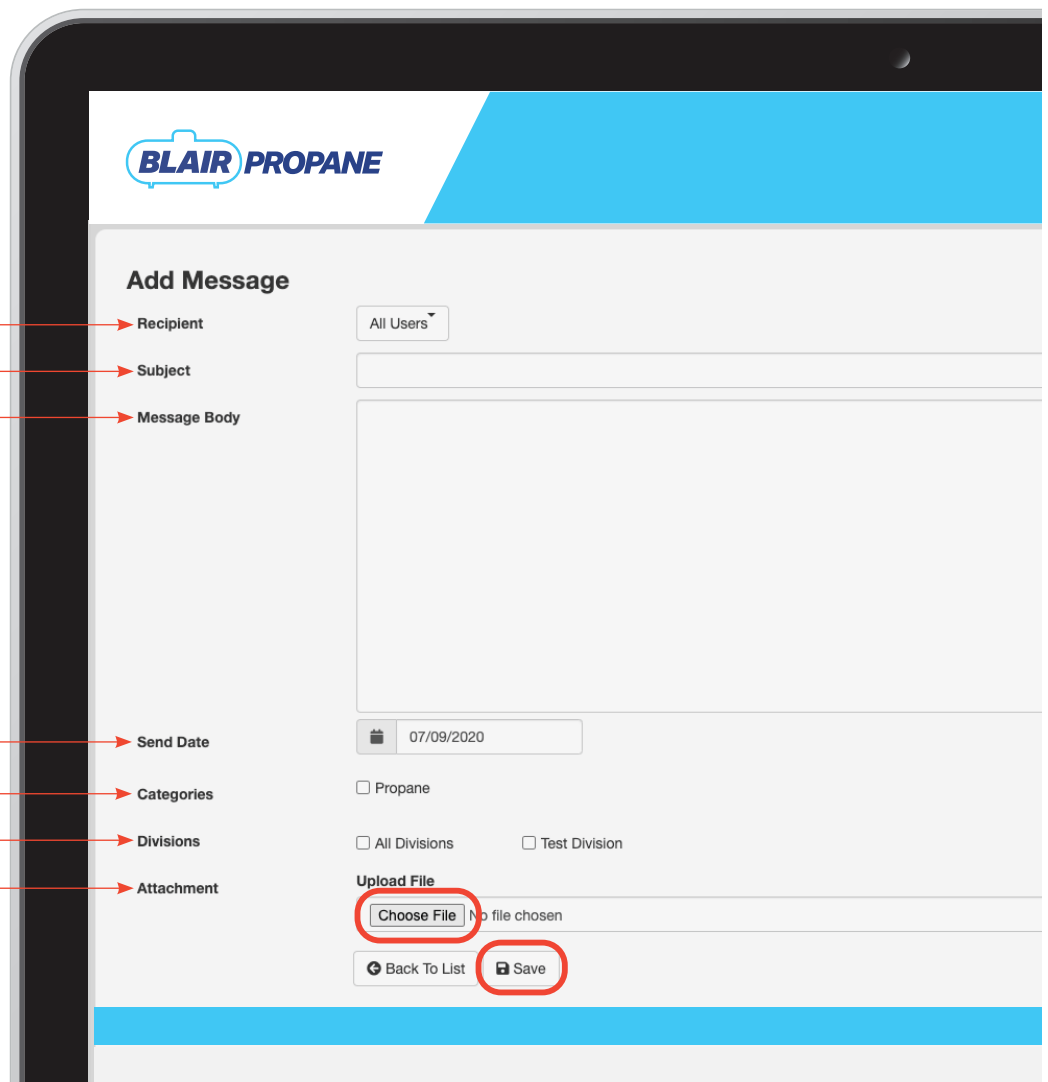 BLAIR PROPANE
Add Message
Recipient
All Users
Subject
Message Body
Send Date
07/09/2020
Categories
Propane
Divisions
All Divisions
Test Division
Attachment
Upload File
Choose File No file chosen
Back To List
Save